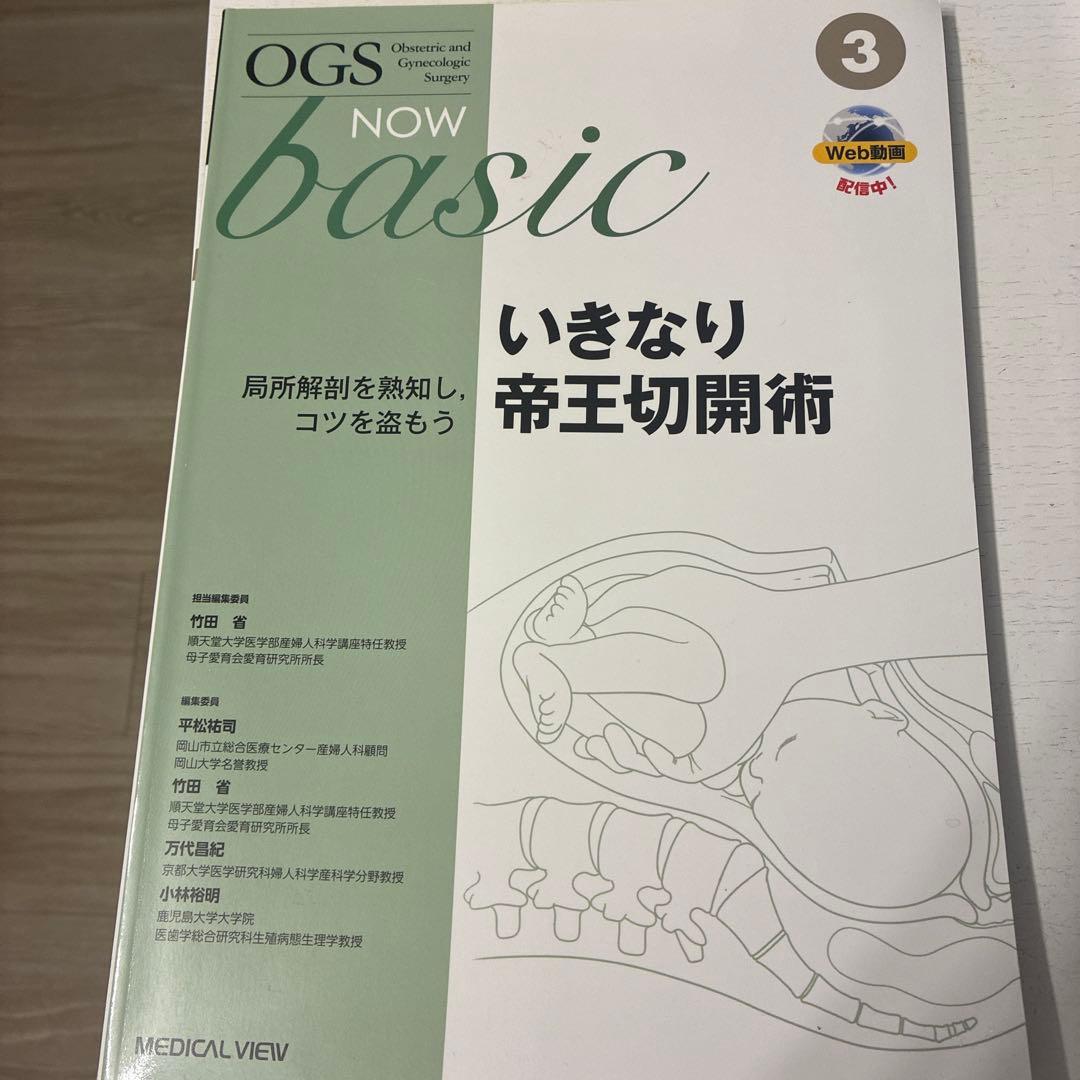 OGS
Obstetric and
Gynecologic
Surgery
NOW
basic
3
Web動画
配信中!
いきなり
帝王切開術
局所解剖を熟知し,
コツを盗もう
担当編集委員
竹田 省
順天堂大学医学部産婦人科学講座特任教授
母子愛育会愛育研究所所長
編集委員
平松祐司
岡山市立総合医療センター産婦人科顧問
岡山大学名誉教授
竹田 省
順天堂大学医学部産婦人科学講座特任教授
母子愛育会愛育研究所所長
万代昌紀
京都大学医学研究科婦人科学産科学分野教授
小林裕明
鹿児島大学大学院
医歯学総合研究科生殖病態生理学教授
MEDICAL VIEW